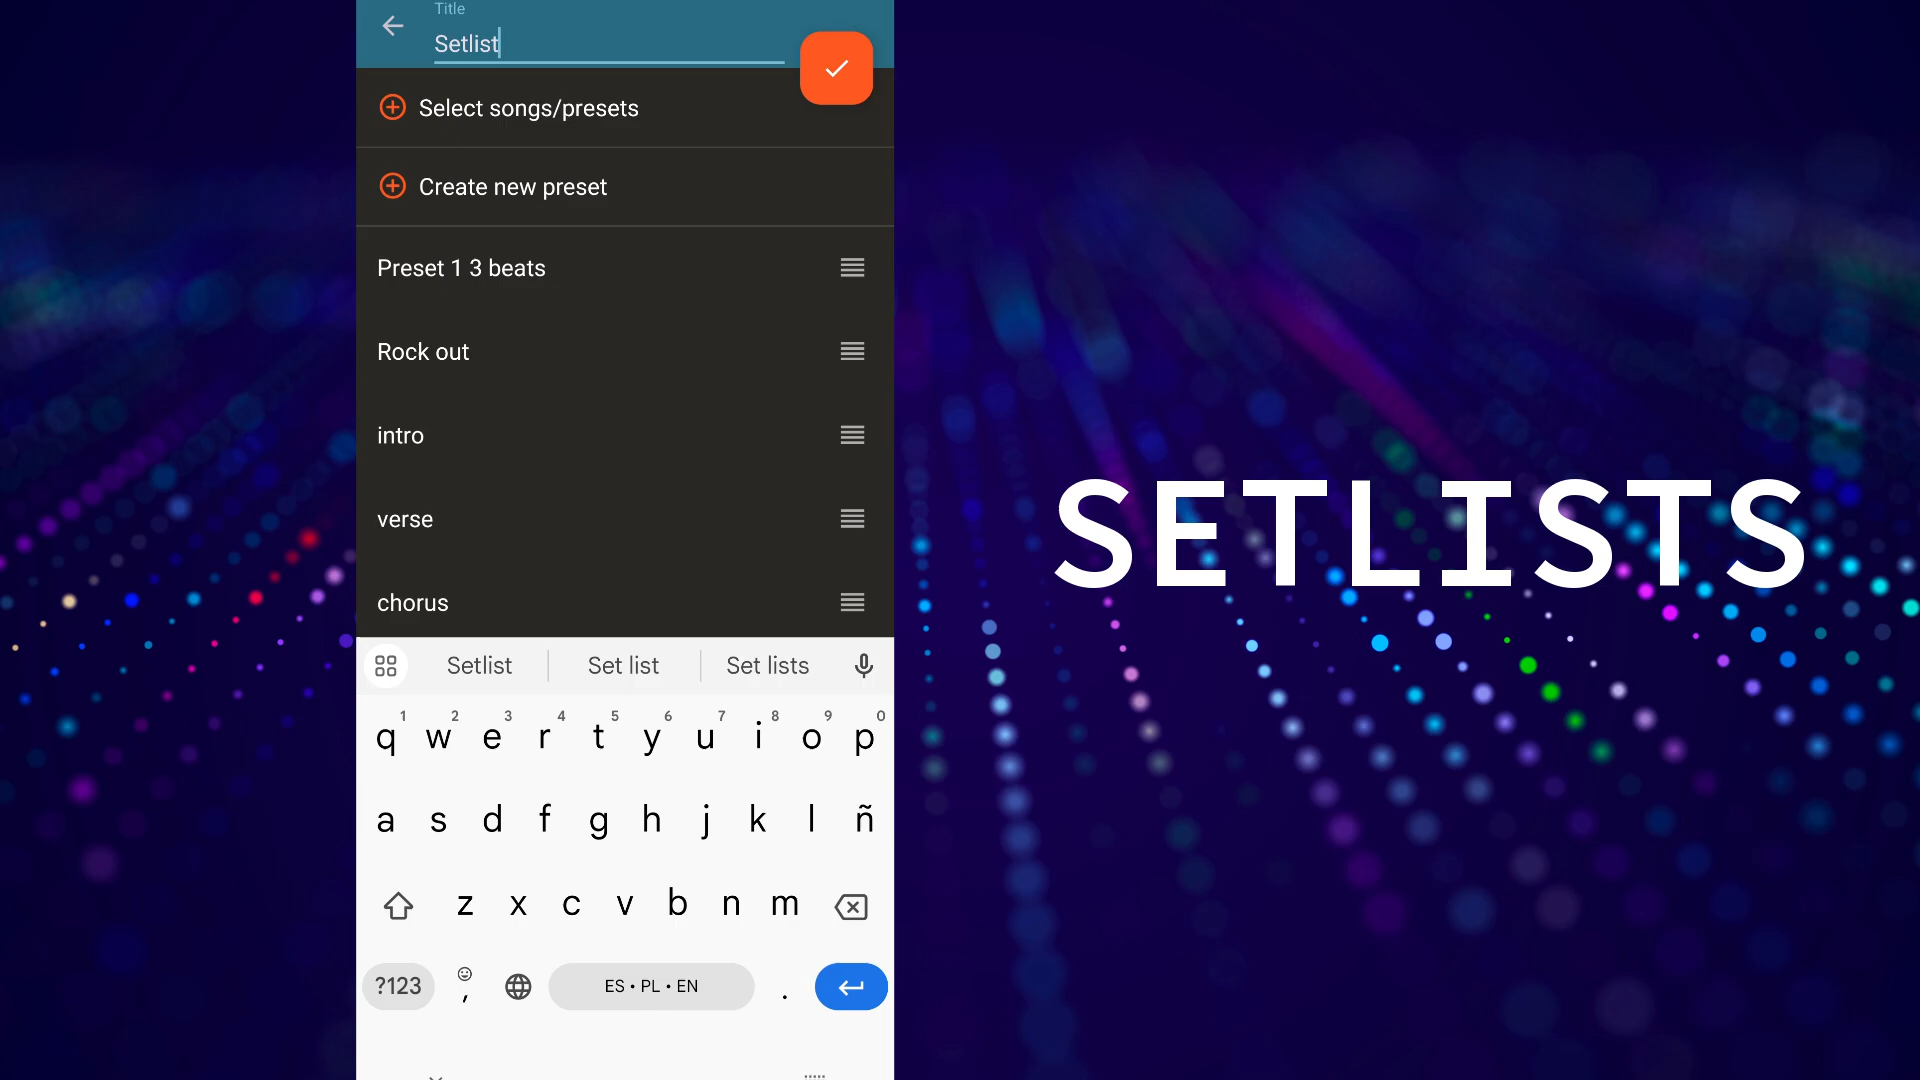 Title
Setlist
Select songs/presets
Create new preset
Preset 1 3 beats
Rock out
intro
verse
chorus
SETLISTS
Setlist Set list Set lists
1 2 3 4 5 6 7 8 9 0
q w e r t y u i o p
a s d f g h j k l ñ
z x c v b n m
?123 , ES • PL • EN .